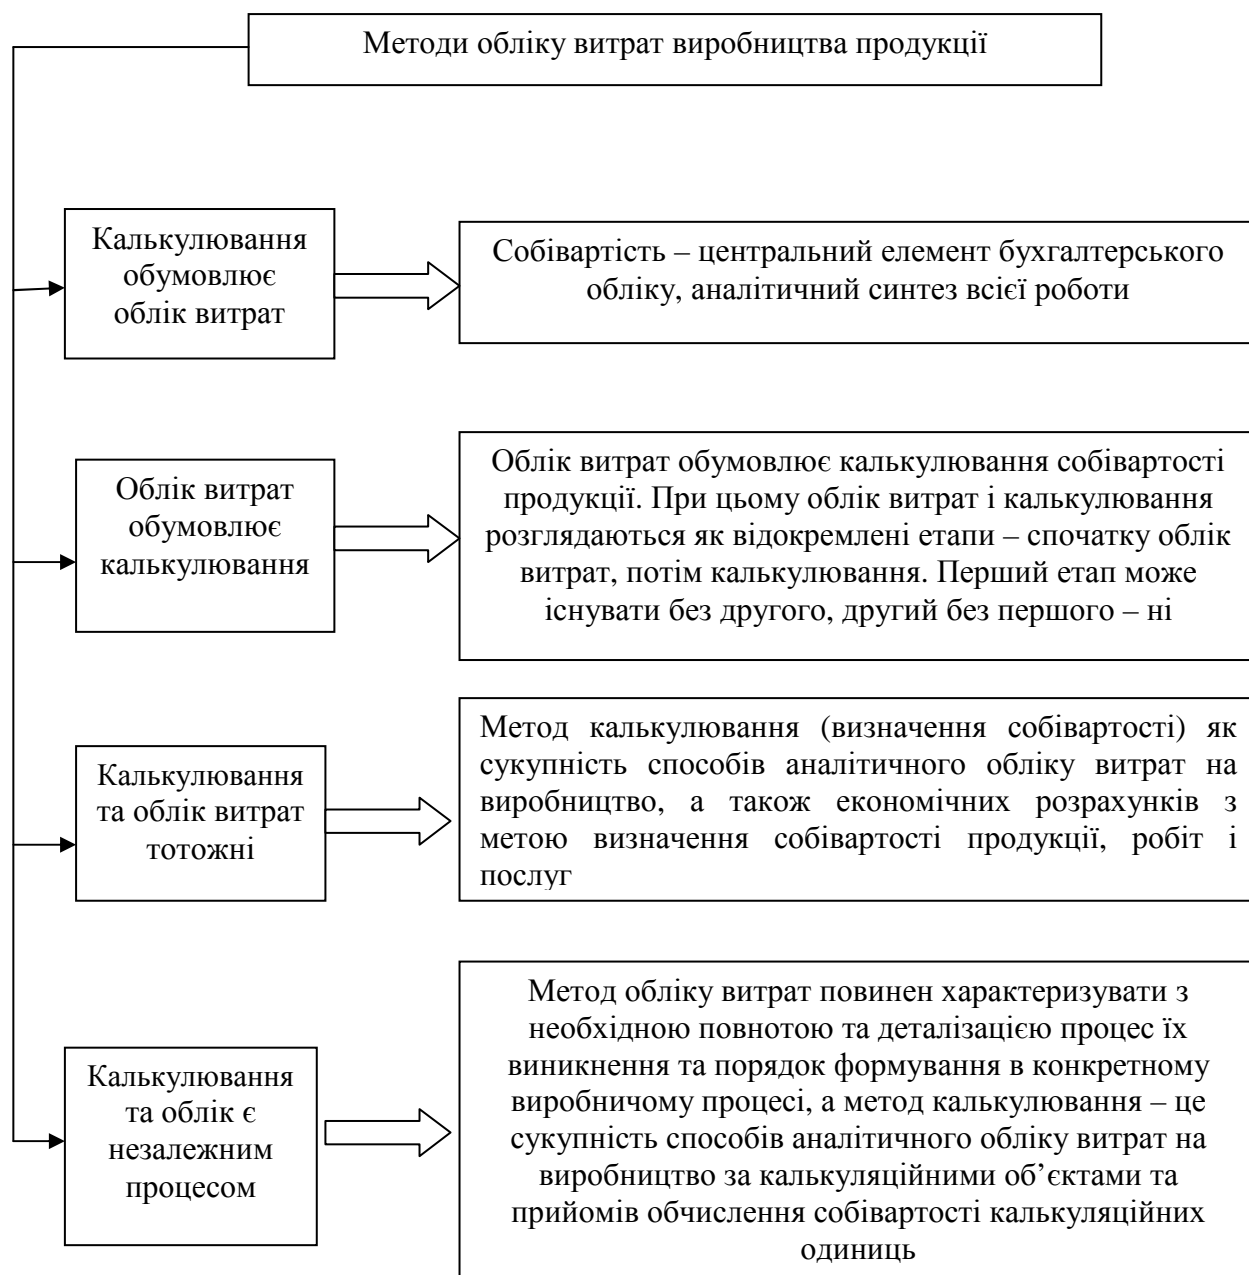 Методи обліку витрат виробництва продукції
Калькулювання
обумовлює
облік витрат
Собівартість – центральний елемент бухгалтерського
обліку, аналітичний синтез всієї роботи
Облік витрат
обумовлює
калькулювання
Облік витрат обумовлює калькулювання собівартості
продукції. При цьому облік витрат і калькулювання
розглядаються як відокремлені етапи – спочатку облік
витрат, потім калькулювання. Перший етап може
існувати без другого, другий без першого – ні
Калькулювання
та облік витрат
тотожні
Метод калькулювання (визначення собівартості) як
сукупність способів аналітичного обліку витрат на
виробництво, а також економічних розрахунків з
метою визначення собівартості продукції, робіт і
послуг
Калькулювання
та облік є
незалежним
процесом
Метод обліку витрат повинен характеризувати з
необхідною повнотою та деталізацією процес їх
виникнення та порядок формування в конкретному
виробничому процесі, а метод калькулювання – це
сукупність способів аналітичного обліку витрат на
виробництво за калькуляційними об’єктами та
прийомів обчислення собівартості калькуляційних
одиниць